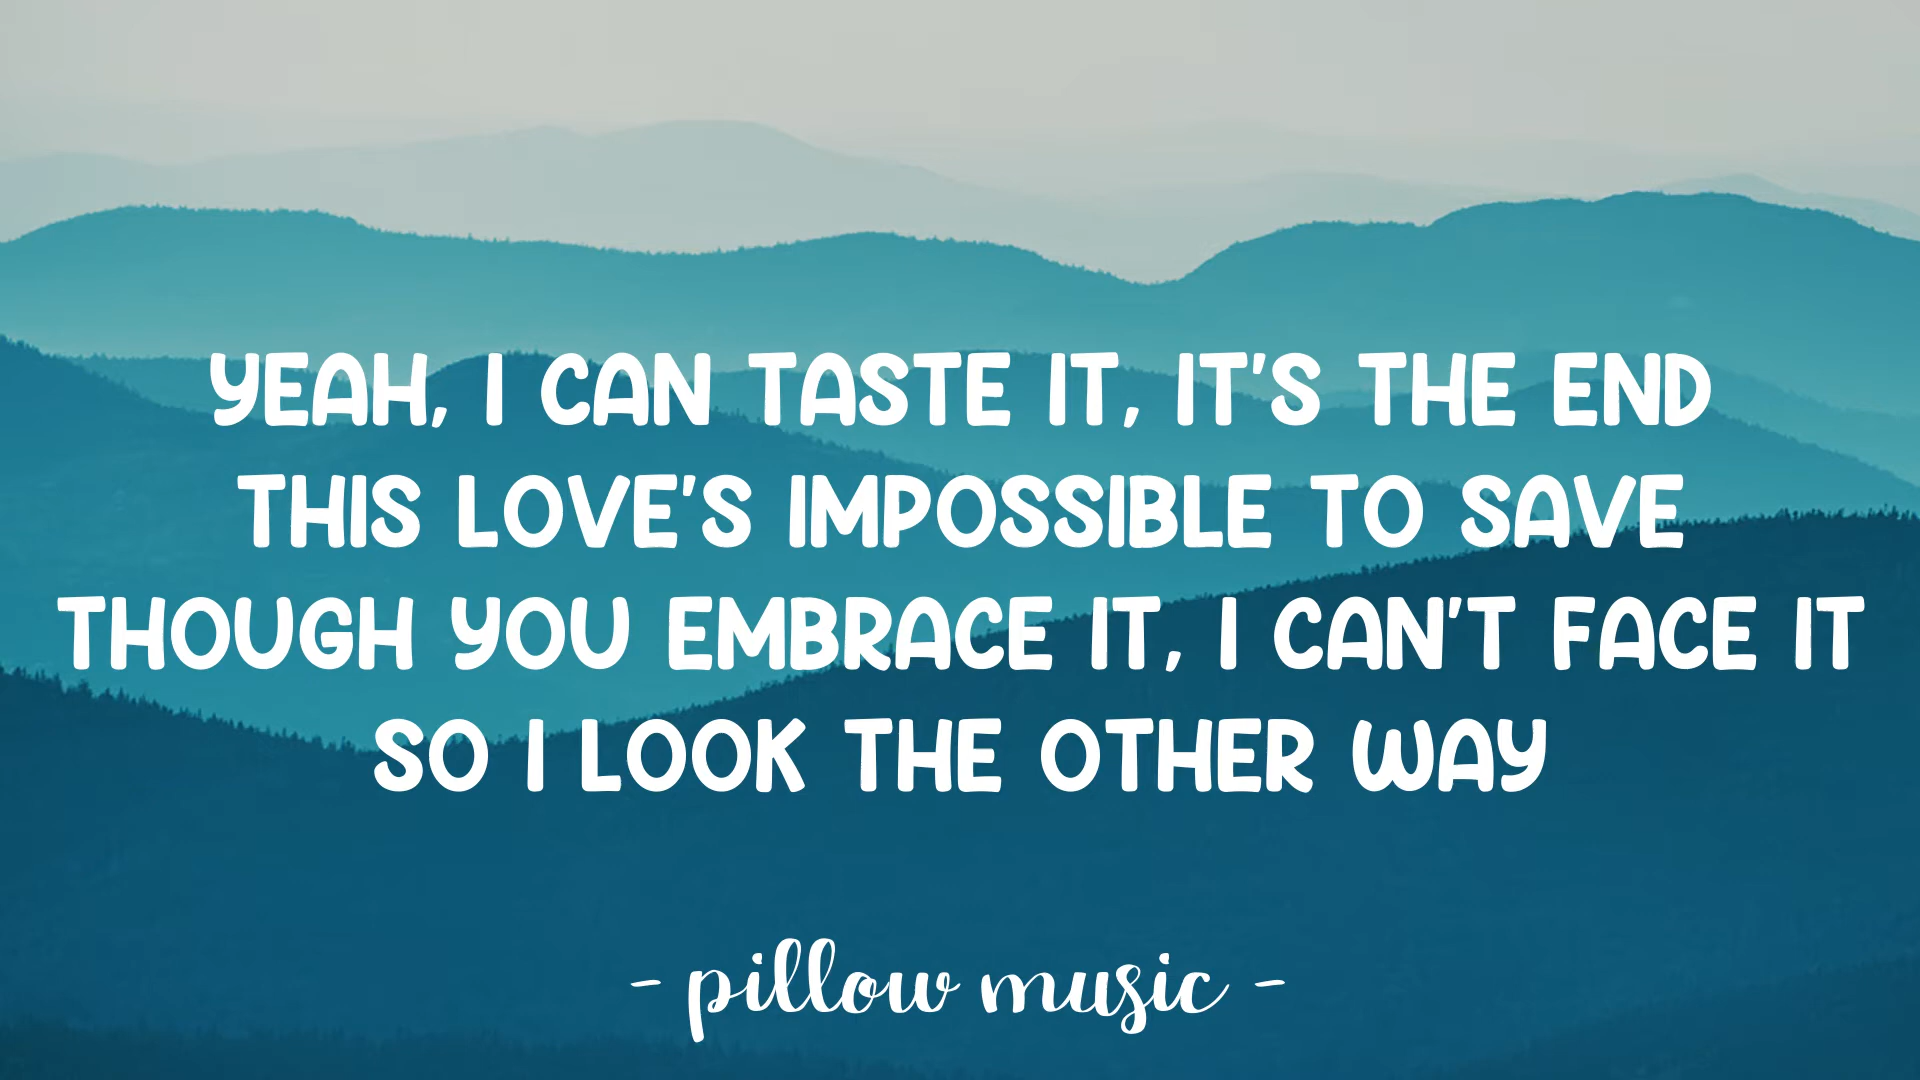 YEAH, I CAN TASTE IT, IT'S THE END
THIS LOVE'S IMPOSSIBLE TO SAVE
THOUGH YOU EMBRACE IT, I CAN'T FACE IT
SO I LOOK THE OTHER WAY
- pillow music -